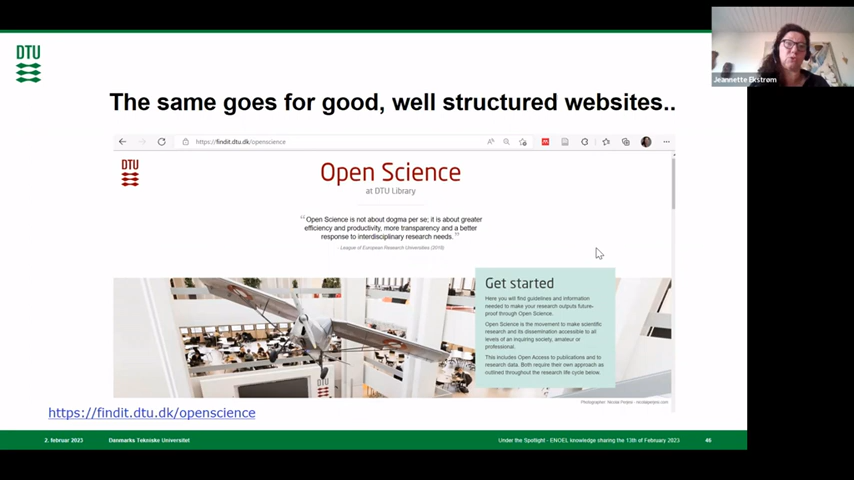 DTU
Jeannette Ekstrøm
The same goes for good, well structured websites..
https://findit.dtu.dk/openscience
DTU
Open Science
at DTU Library
“Open Science is not about dogma per se; it is about greater
efficiency and productivity, more transparency and a better
response to interdisciplinary research needs.”
- League of European Research Universities (2018)
Get started
Here you will find guidelines and information
needed to make your research outputs future-
proof through Open Science.
Open Science is the movement to make scientific
research and its dissemination accessible to all
levels of an inquiring society, amateur or
professional.
This includes Open Access to publications and to
research data. Both require their own approach as
outlined throughout the research life cycle below.
DTU
https://findit.dtu.dk/openscience
2. februar 2023
Danmarks Tekniske Universitet
Under the Spotlight - ENOEL knowledge sharing the 13th of February 2023
46